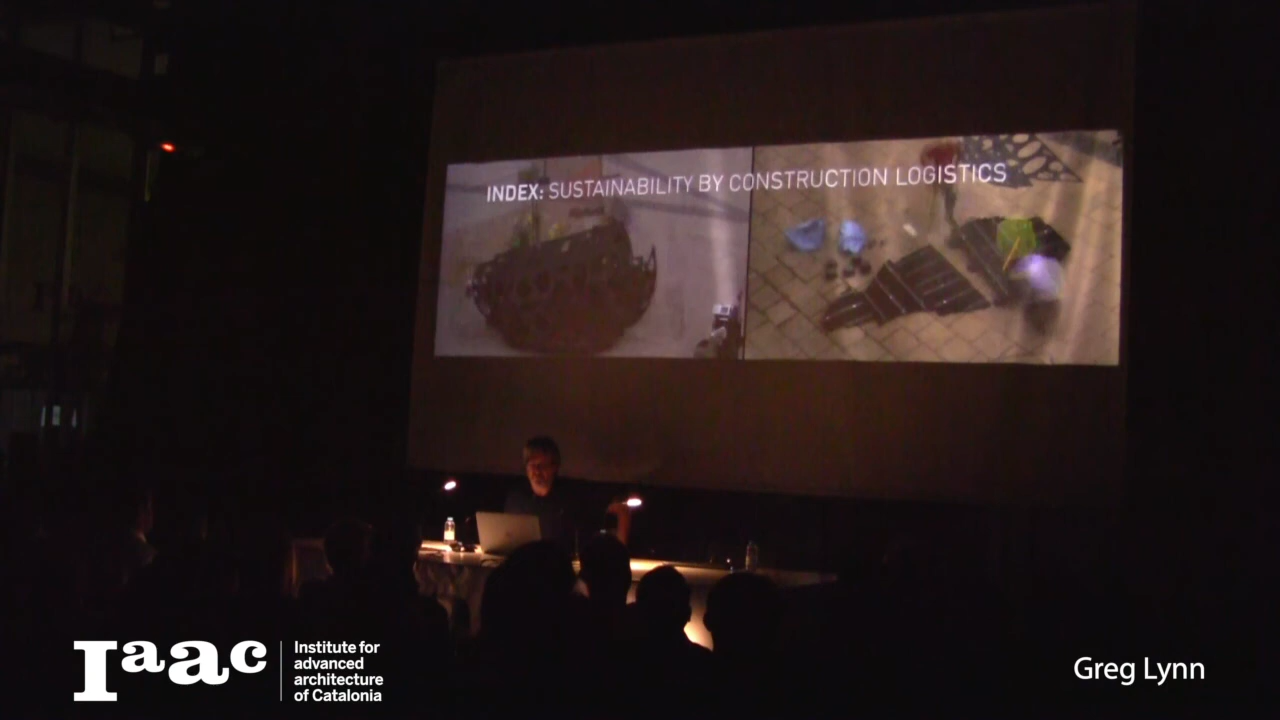 INDEX: SUSTAINABILITY BY CONSTRUCTION LOGISTICS
Iaac
Institute for
advanced
architecture
of Catalonia
Greg Lynn